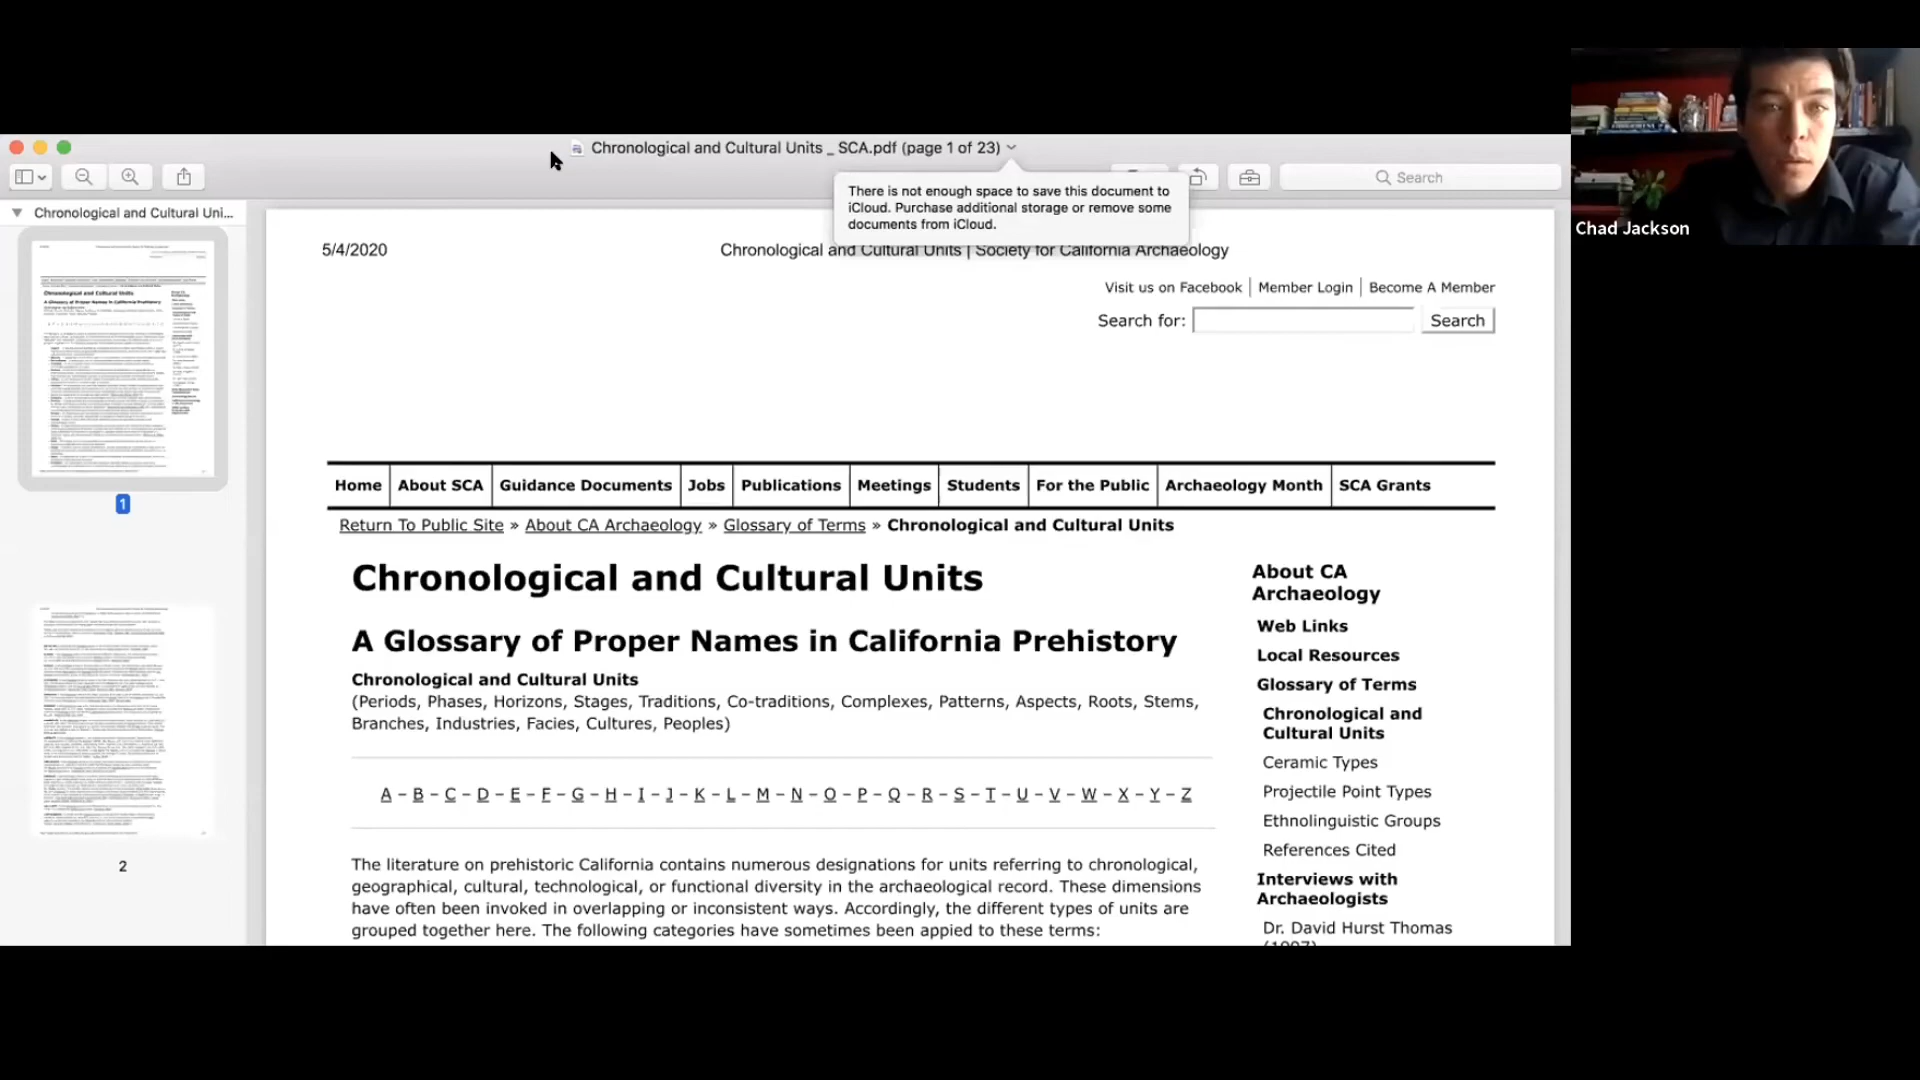 Chronological and Cultural Units _ SCA.pdf (page 1 of 23)
There is not enough space to save this document to
iCloud. Purchase additional storage or remove some
documents from iCloud.
Search
Chad Jackson
Chronological and Cultural Uni...
1
2
5/4/2020
Chronological and Cultural Units | Society for California Archaeology
Visit us on Facebook | Member Login | Become A Member
Search for:
Search
Home
About SCA
Guidance Documents
Jobs
Publications
Meetings
Students
For the Public
Archaeology Month
SCA Grants
Return To Public Site » About CA Archaeology » Glossary of Terms » Chronological and Cultural Units
Chronological and Cultural Units
A Glossary of Proper Names in California Prehistory
Chronological and Cultural Units
(Periods, Phases, Horizons, Stages, Traditions, Co-traditions, Complexes, Patterns, Aspects, Roots, Stems,
Branches, Industries, Facies, Cultures, Peoples)
A – B – C – D – E – F – G – H – I – J – K – L – M – N – O – P – Q – R – S – T – U – V – W – X – Y – Z
The literature on prehistoric California contains numerous designations for units referring to chronological,
geographical, cultural, technological, or functional diversity in the archaeological record. These dimensions
have often been invoked in overlapping or inconsistent ways. Accordingly, the different types of units are
grouped together here. The following categories have sometimes been appied to these terms:
About CA
Archaeology
Web Links
Local Resources
Glossary of Terms
Chronological and
Cultural Units
Ceramic Types
Projectile Point Types
Ethnolinguistic Groups
References Cited
Interviews with
Archaeologists
Dr. David Hurst Thomas